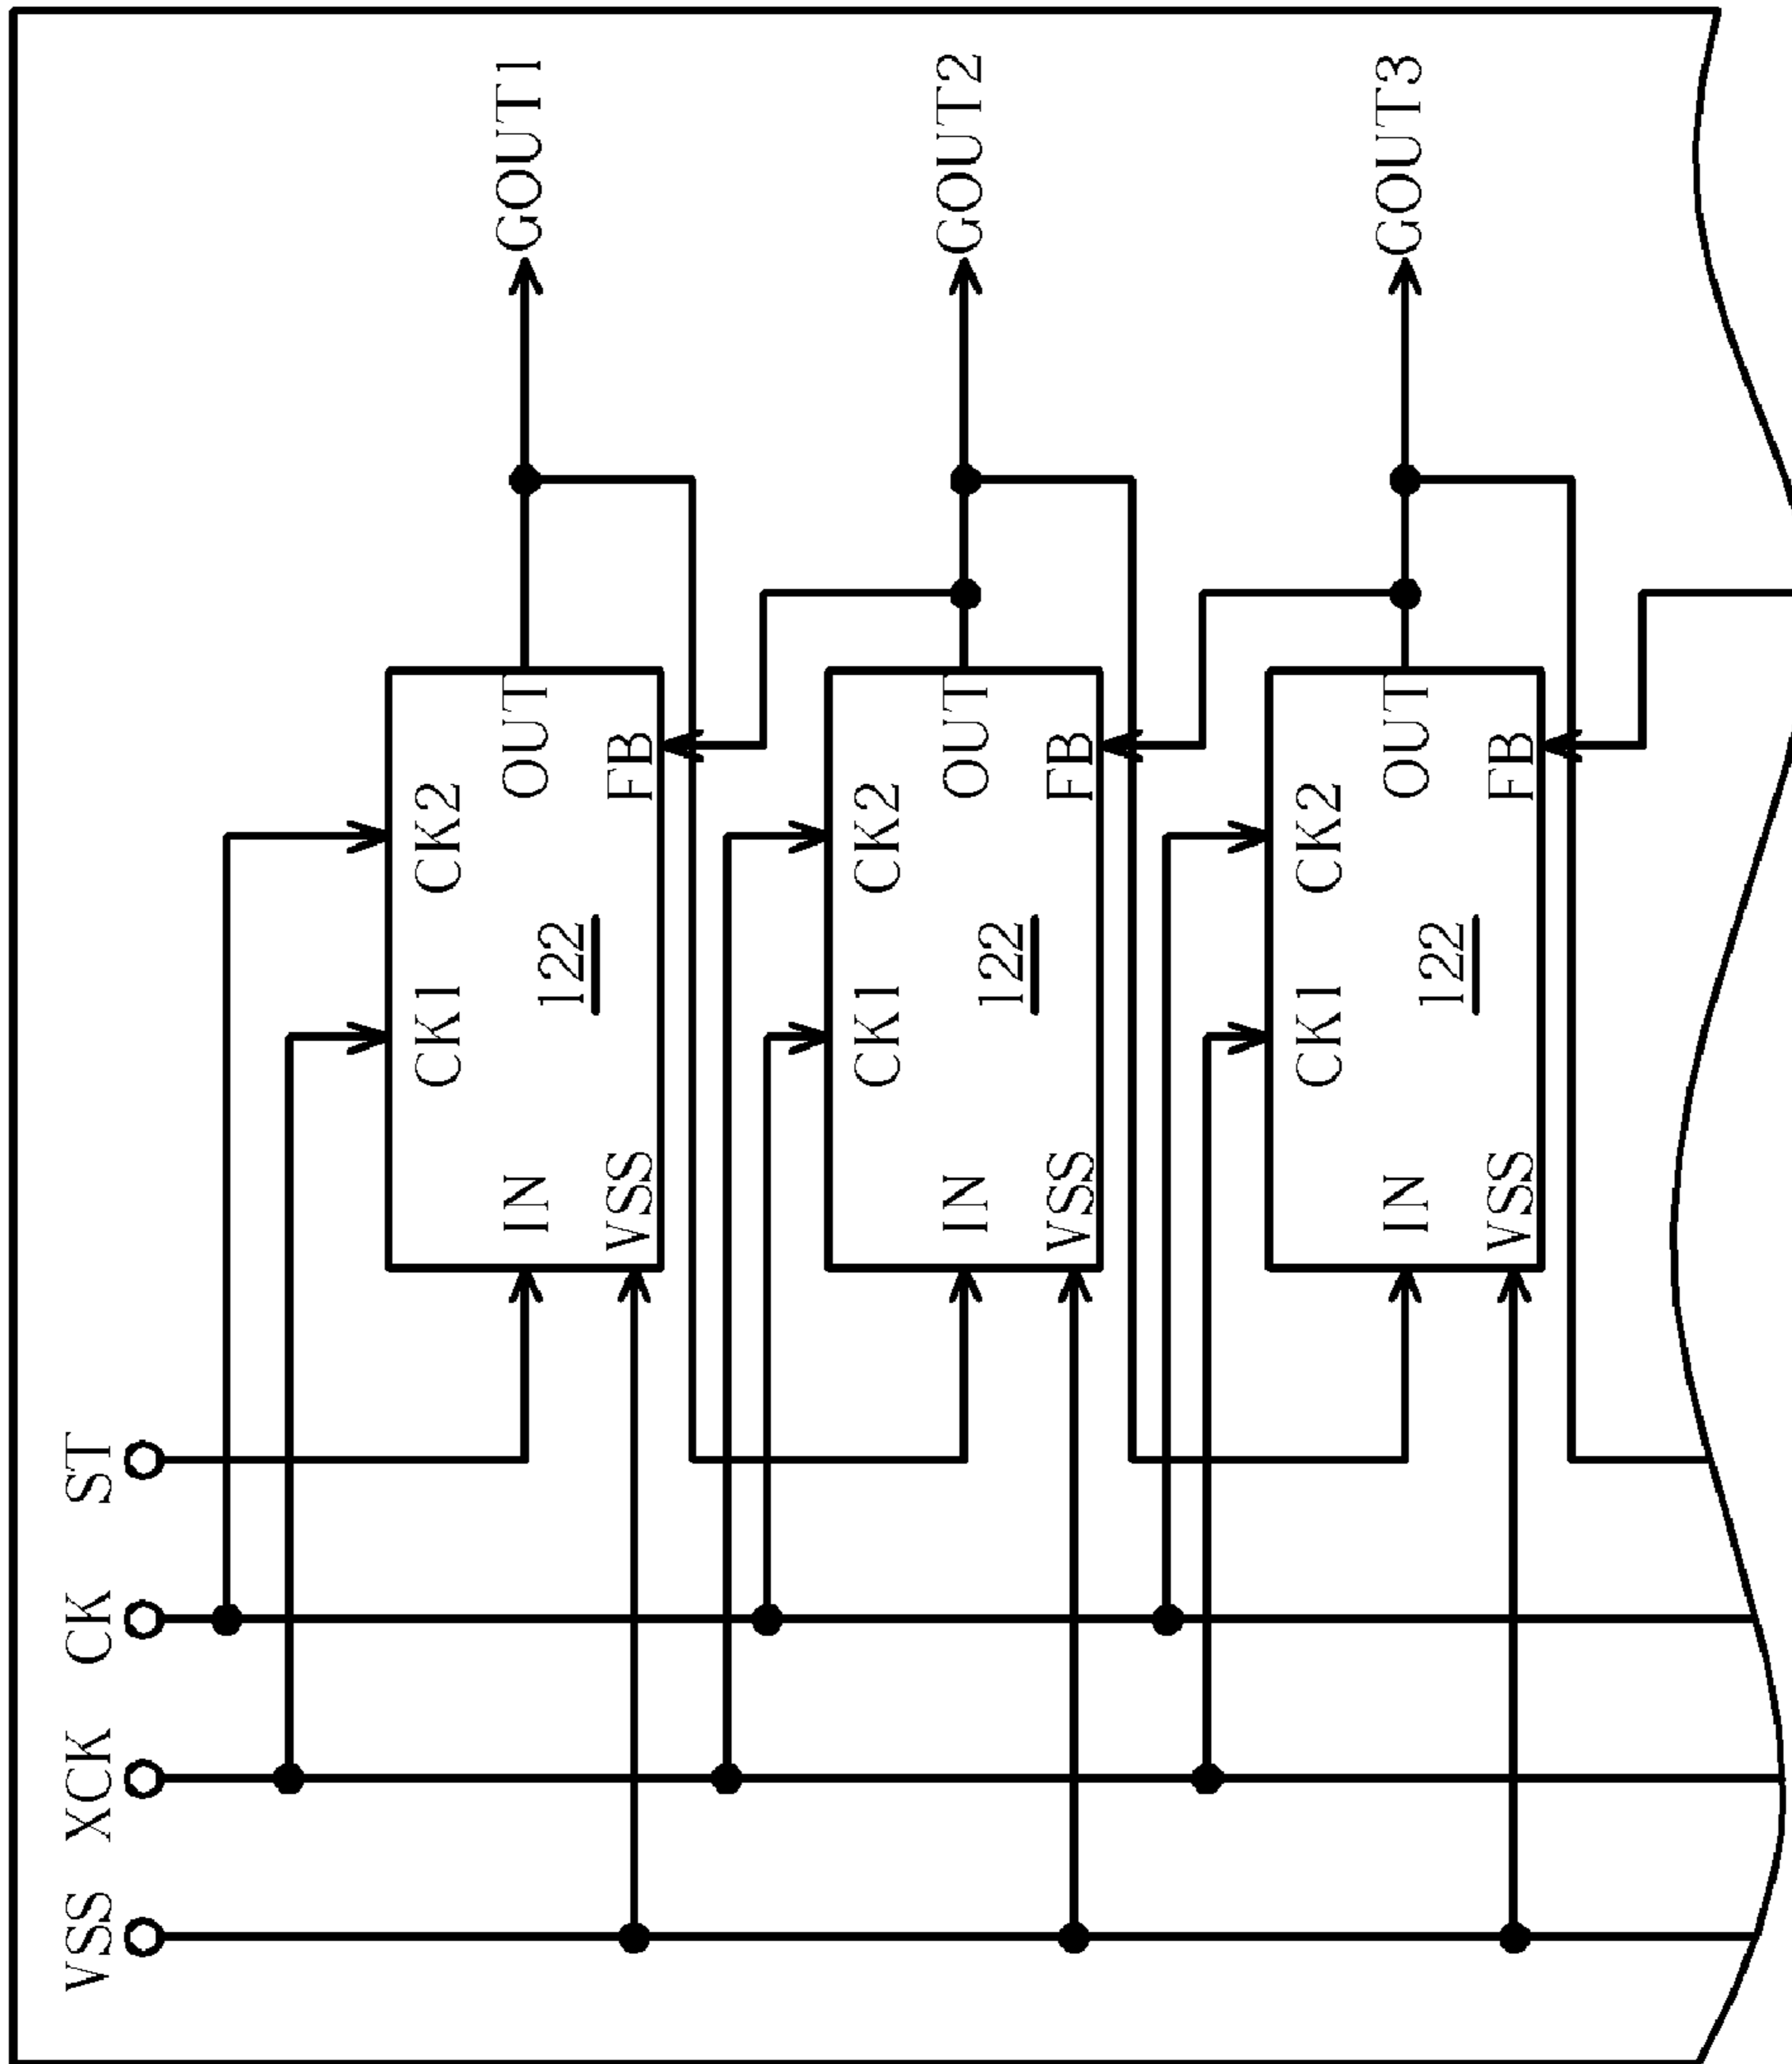 VSS XCK CK ST
CK1 CK2
IN OUT
122
VSS FB
GOUT1
CK1 CK2
IN OUT
122
VSS FB
GOUT2
CK1 CK2
IN OUT
122
VSS FB
GOUT3